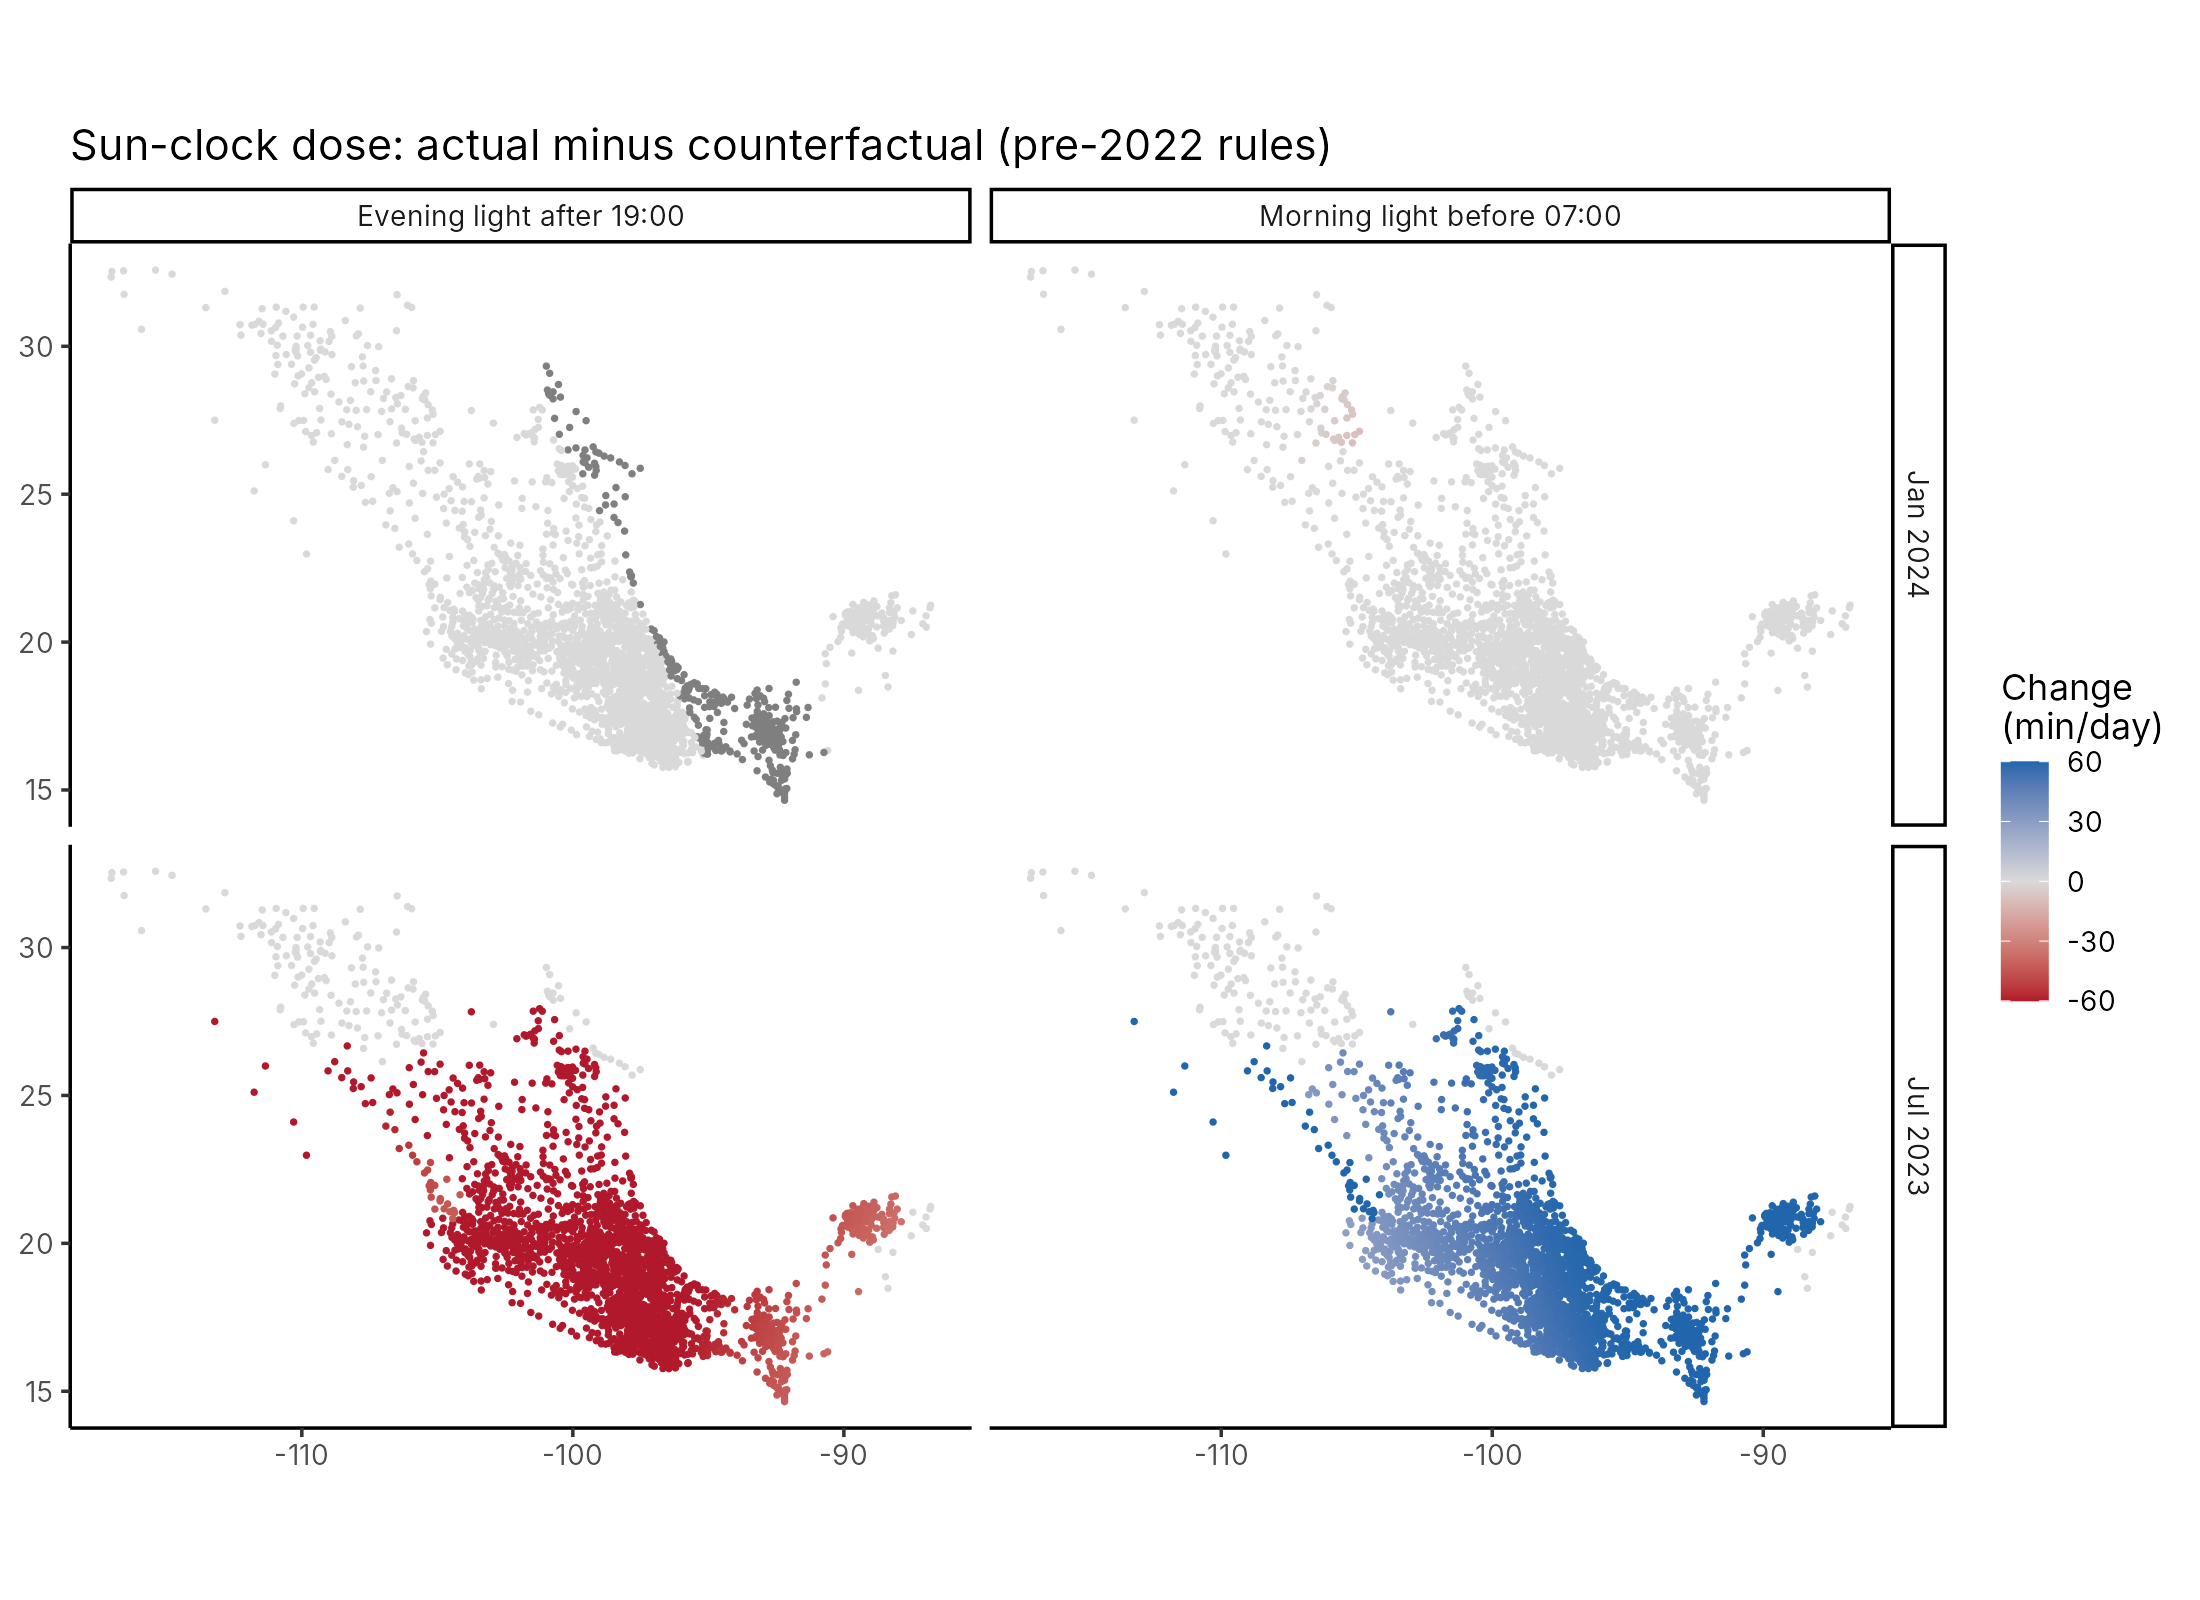 Sun-clock dose: actual minus counterfactual (pre-2022 rules)
Evening light after 19:00
Morning light before 07:00
30
25
20
15
Jan 2024
30
25
20
15
Jul 2023
-110
-100
-90
-110
-100
-90
Change
(min/day)
60
30
0
-30
-60